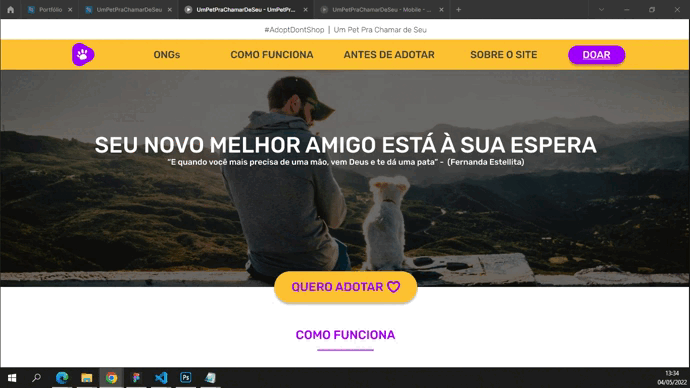 Portfólio
UmPetPraChamarDeSeu
UmPetPraChamarDeSeu - UmPetPr...
UmPetPraChamarDeSeu - Mobile - ...
#AdoptDontShop | Um Pet Pra Chamar de Seu
ONGs
COMO FUNCIONA
ANTES DE ADOTAR
SOBRE O SITE
DOAR
SEU NOVO MELHOR AMIGO ESTÁ À SUA ESPERA
“E quando você mais precisa de uma mão, vem Deus e te dá uma pata” - (Fernanda Estellita)
QUERO ADOTAR
COMO FUNCIONA
13:34
04/05/2022